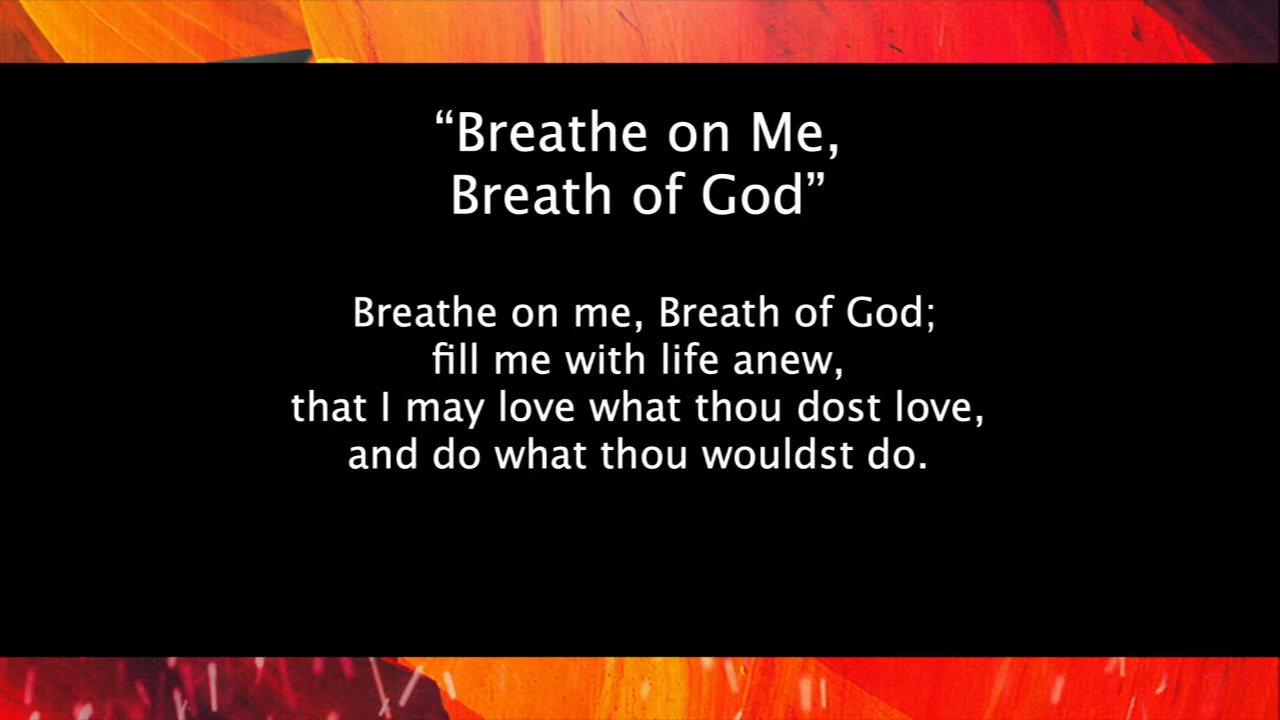 “Breathe on Me,
Breath of God”
Breathe on me, Breath of God;
fill me with life anew,
that I may love what thou dost love,
and do what thou wouldst do.